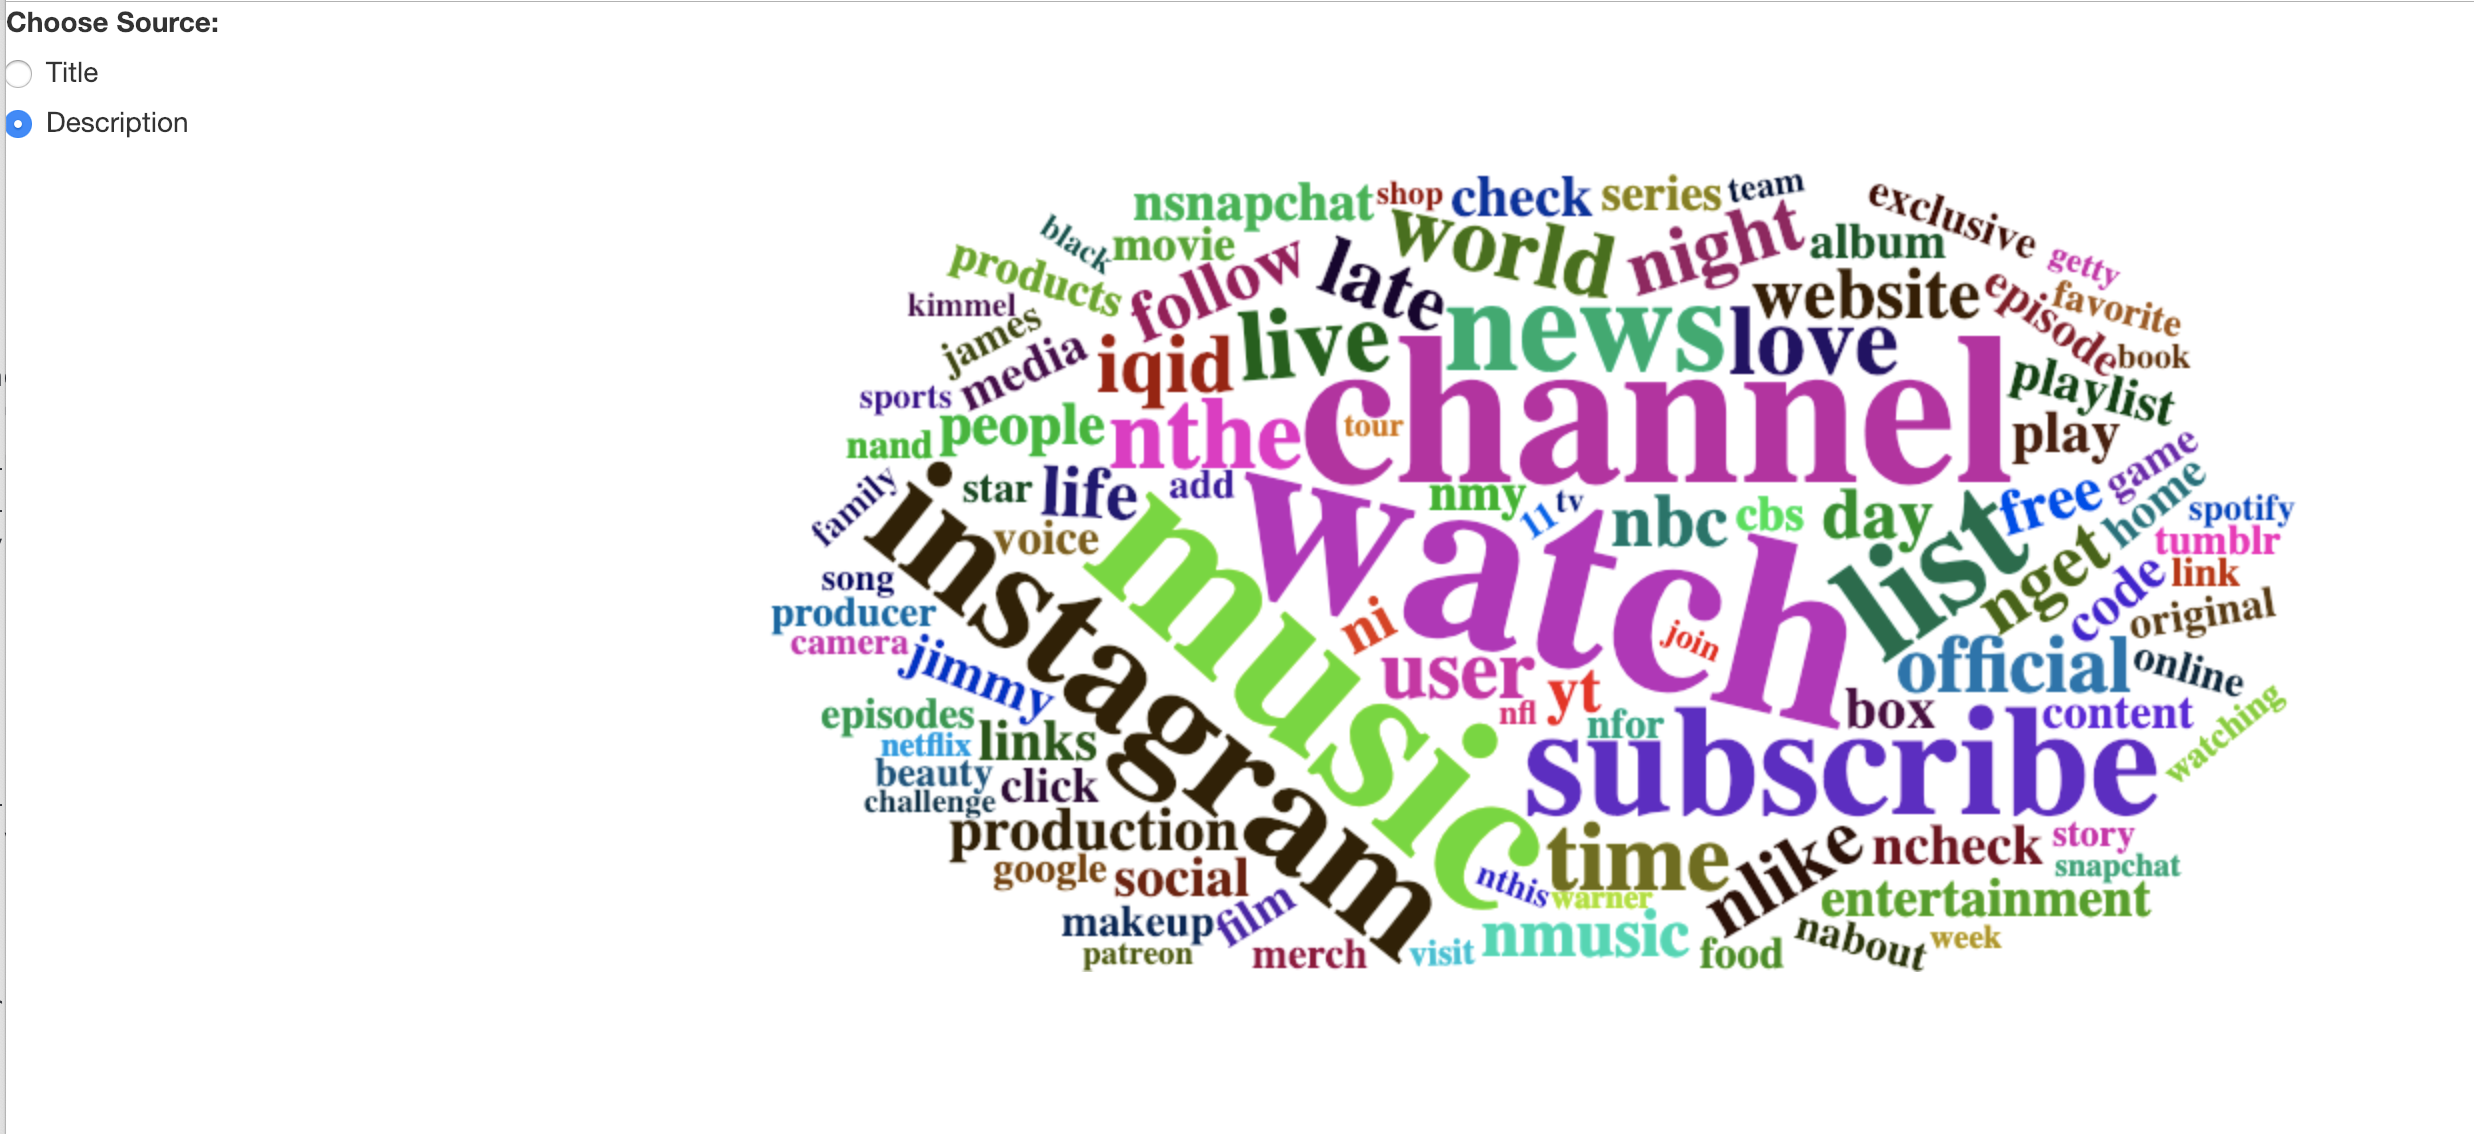 Choose Source:
Title
Description
nsnapchat shop check series team exclusive
black movie world night album getty
products follow late website episode favorite
kimmel james live news love book
sports media iqid channel playlist
nand people nthe tour play
family star life add watch nmy 11 tv nbc cbs day list free game home spotify
instagram voice music nget tumblr
song ni join code link
producer user original
camera jimmy yt official online
episodes nfl nfor box content watching
netflix links subscribe
beauty click
challenge
production time nlike ncheck story
google social nthis warner snapchat
makeup film nmusic entertainment
patreon merch visit food nabout week